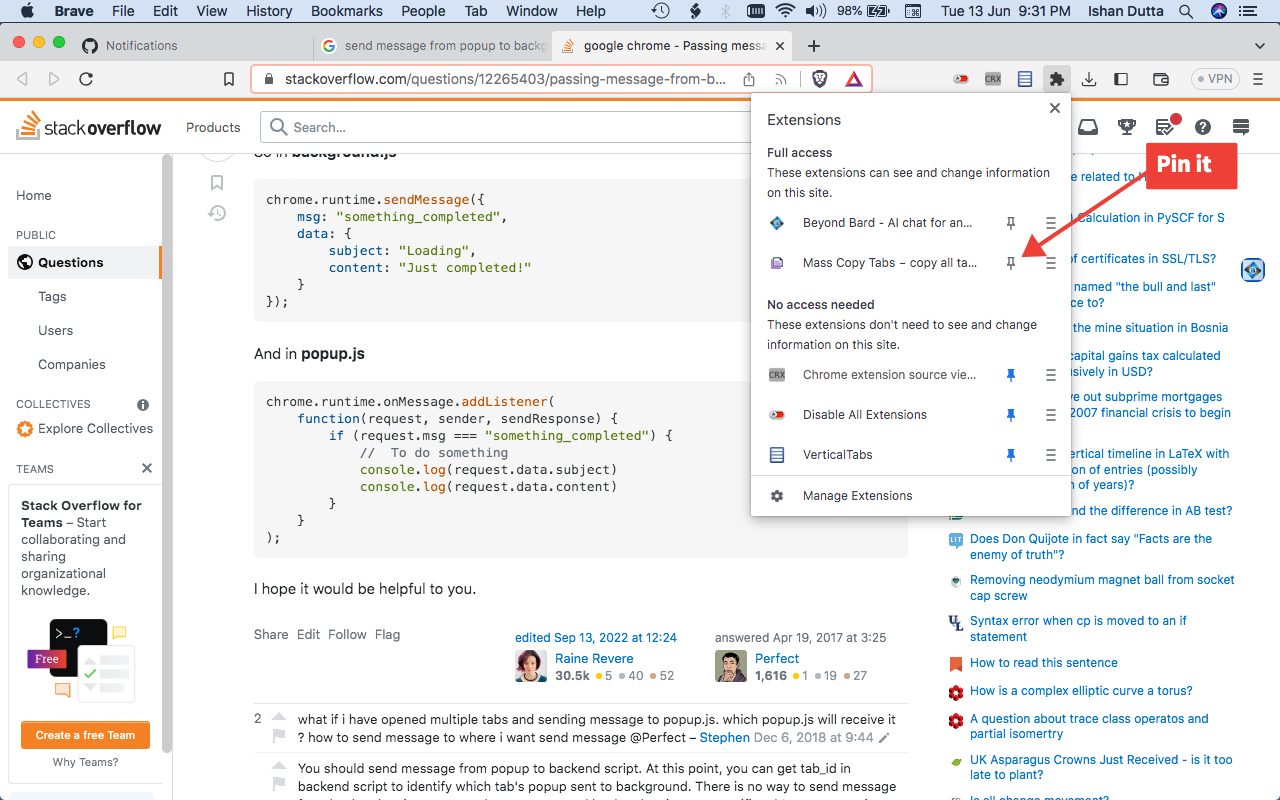 Brave File Edit View History Bookmarks People Tab Window Help 98% Tue 13 Jun 9:31 PM Ishan Dutta
Notifications
send message from popup to backg
google chrome - Passing messa
stackoverflow.com/questions/12265403/passing-message-from-b...
CRX
VPN
stackoverflow
Products
Search...
Home
PUBLIC
Questions
Tags
Users
Companies
COLLECTIVES
Explore Collectives
TEAMS
Stack Overflow for
Teams – Start
collaborating and
sharing
organizational
knowledge.
>_?
Free
Create a free Team
Why Teams?
So in background.js
chrome.runtime.sendMessage({
msg: "something_completed",
data: {
subject: "Loading",
content: "Just completed!"
}
});
And in popup.js
chrome.runtime.onMessage.addListener(
function(request, sender, sendResponse) {
if (request.msg === "something_completed") {
// To do something
console.log(request.data.subject)
console.log(request.data.content)
}
}
);
I hope it would be helpful to you.
Share Edit Follow Flag
edited Sep 13, 2022 at 12:24
Raine Revere
30.5k 5 40 52
answered Apr 19, 2017 at 3:25
Perfect
1,616 1 19 27
2 what if i have opened multiple tabs and sending message to popup.js. which popup.js will receive it
? how to send message to where i want send message @Perfect – Stephen Dec 6, 2018 at 9:44
You should send message from popup to backend script. At this point, you can get tab_id in
backend script to identify which tab's popup sent to background. There is no way to send message
Extensions
Full access
These extensions can see and change information
on this site.
Beyond Bard - AI chat for an...
Mass Copy Tabs – copy all ta...
No access needed
These extensions don't need to see and change
information on this site.
CRX Chrome extension source vie...
Disable All Extensions
VerticalTabs
Manage Extensions
Pin it
e related to H
Calculation in PySCF for S
of certificates in SSL/TLS?
named "the bull and last"
ce to?
the mine situation in Bosnia
capital gains tax calculated
usively in USD?
ve out subprime mortgages
2007 financial crisis to begin
ertical timeline in LaTeX with
on of entries (possibly
n of years)?
nd the difference in AB test?
LIT Does Don Quijote in fact say "Facts are the
enemy of truth"?
Removing neodymium magnet ball from socket
cap screw
UL Syntax error when cp is moved to an if
statement
How to read this sentence
How is a complex elliptic curve a torus?
A question about trace class operatos and
partial isometry
UK Asparagus Crowns Just Received - is it too
late to plant?
Is all change movement?